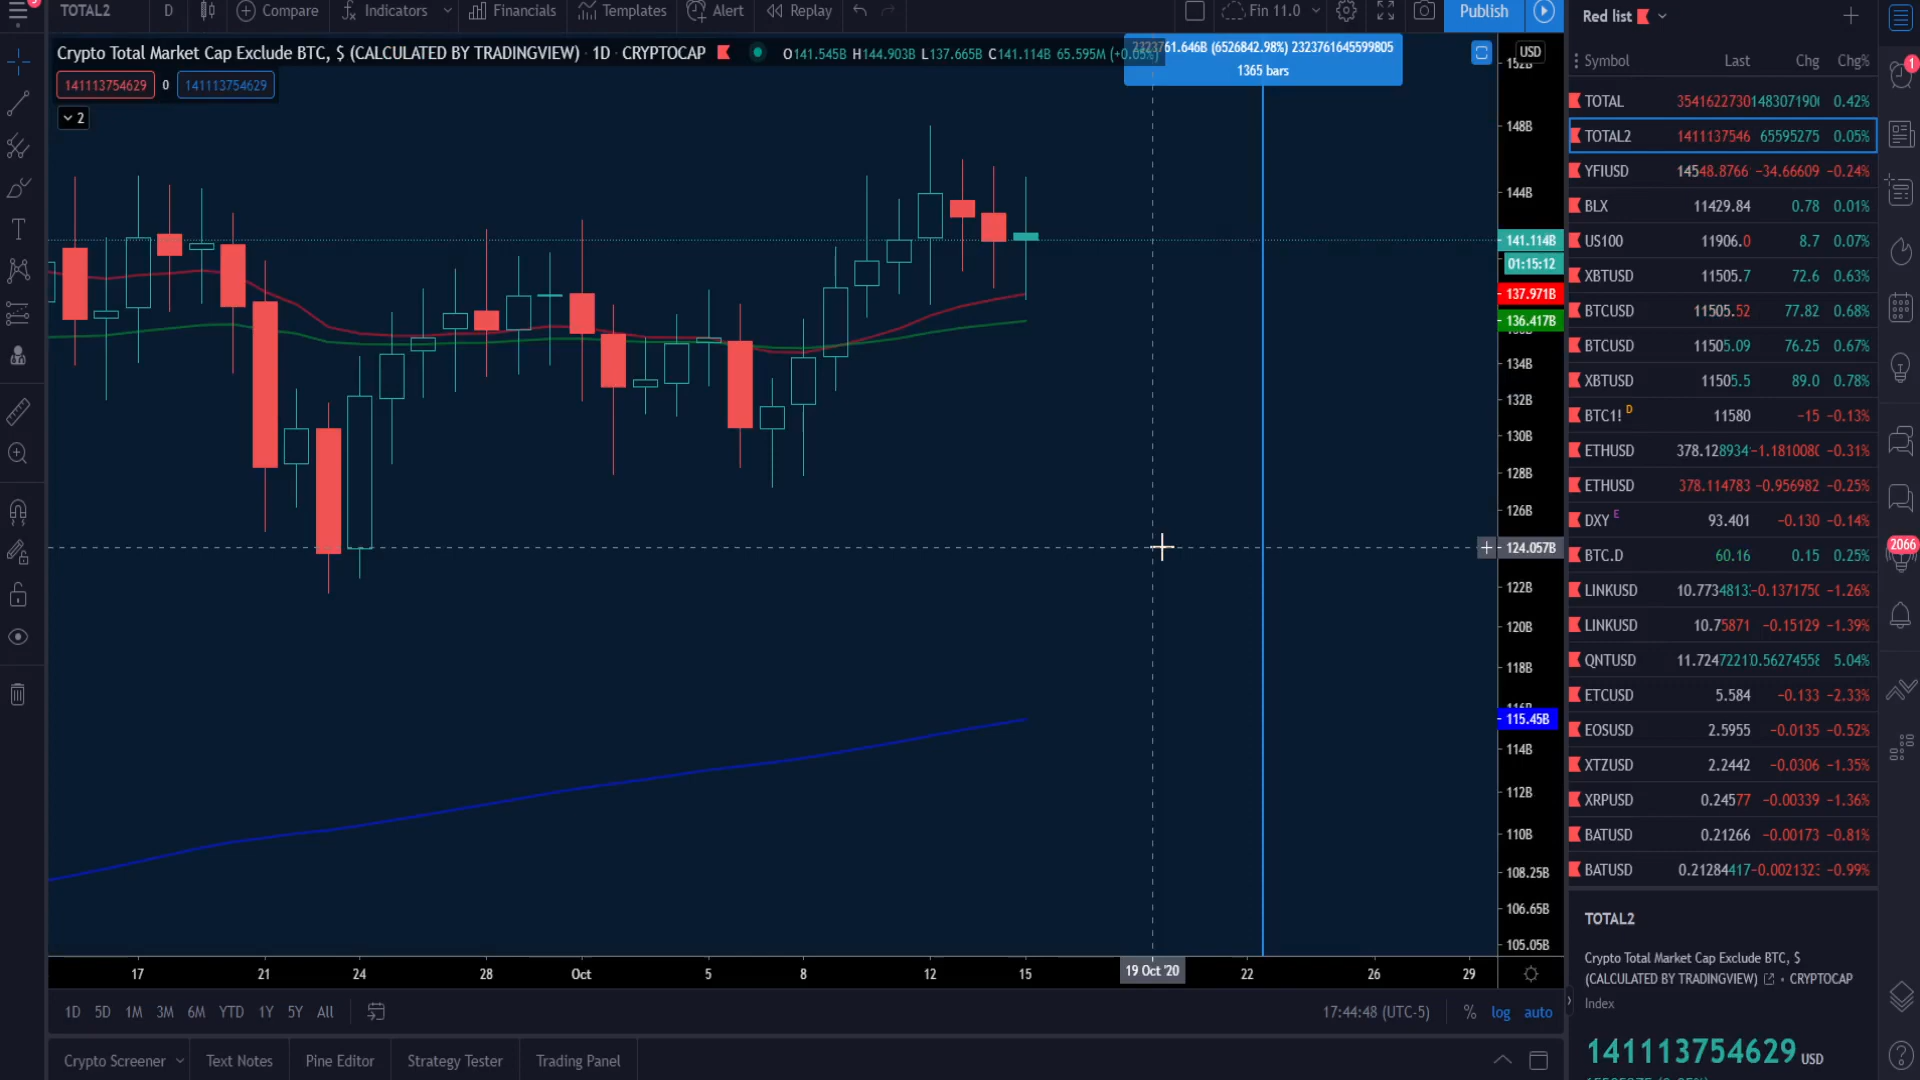 TOTAL2 D Compare Indicators Financials Templates Alert Replay Fin 11.0 Publish
Red list
Crypto Total Market Cap Exclude BTC, $ (CALCULATED BY TRADINGVIEW) · 1D · CRYPTOCAP O141.545B H144.903B L137.665B C141.114B 65.595M (+0.05%)
141113754629 0 141113754629
2
(6526842.98%) 2323761645599805
1365 bars
USD
152B
148B
144B
141.114B
01:15:12
137.971B
136.417B
134B
132B
130B
128B
126B
124.057B
122B
120B
118B
115.45B
114B
112B
110B
108.25B
106.65B
105.05B
17 21 24 28 Oct 5 8 12 15 19 Oct '20 22 26 29
1D 5D 1M 3M 6M YTD 1Y 5Y All
17:44:48 (UTC-5) % log auto
Crypto Screener Text Notes Pine Editor Strategy Tester Trading Panel
Symbol Last Chg Chg%
TOTAL 0.42%
TOTAL2 1411137546 65595275 0.05%
YFIUSD 14548.8766 −34.66609 −0.24%
BLX 11429.84 0.78 0.01%
US100 11906.0 8.7 0.07%
XBTUSD 11505.7 72.6 0.63%
BTCUSD 11505.52 77.82 0.68%
BTCUSD 11505.09 76.25 0.67%
XBTUSD 11505.5 89.0 0.78%
BTC1! D 11580 −15 −0.13%
ETHUSD 378.128934 −0.31%
ETHUSD 378.114783 −0.956982 −0.25%
DXY E 93.401 −0.130 −0.14%
BTC.D 60.16 0.15 0.25%
LINKUSD −1.26%
LINKUSD 10.75871 −0.15129 −1.39%
QNTUSD 5.04%
ETCUSD 5.584 −0.133 −2.33%
EOSUSD 2.5955 −0.0135 −0.52%
XTZUSD 2.2442 −0.0306 −1.35%
XRPUSD 0.24577 −0.00339 −1.36%
BATUSD 0.21266 −0.00173 −0.81%
BATUSD 0.21284417 −0.99%
1
2066
TOTAL2
Crypto Total Market Cap Exclude BTC, $
(CALCULATED BY TRADINGVIEW) • CRYPTOCAP
Index
141113754629 USD